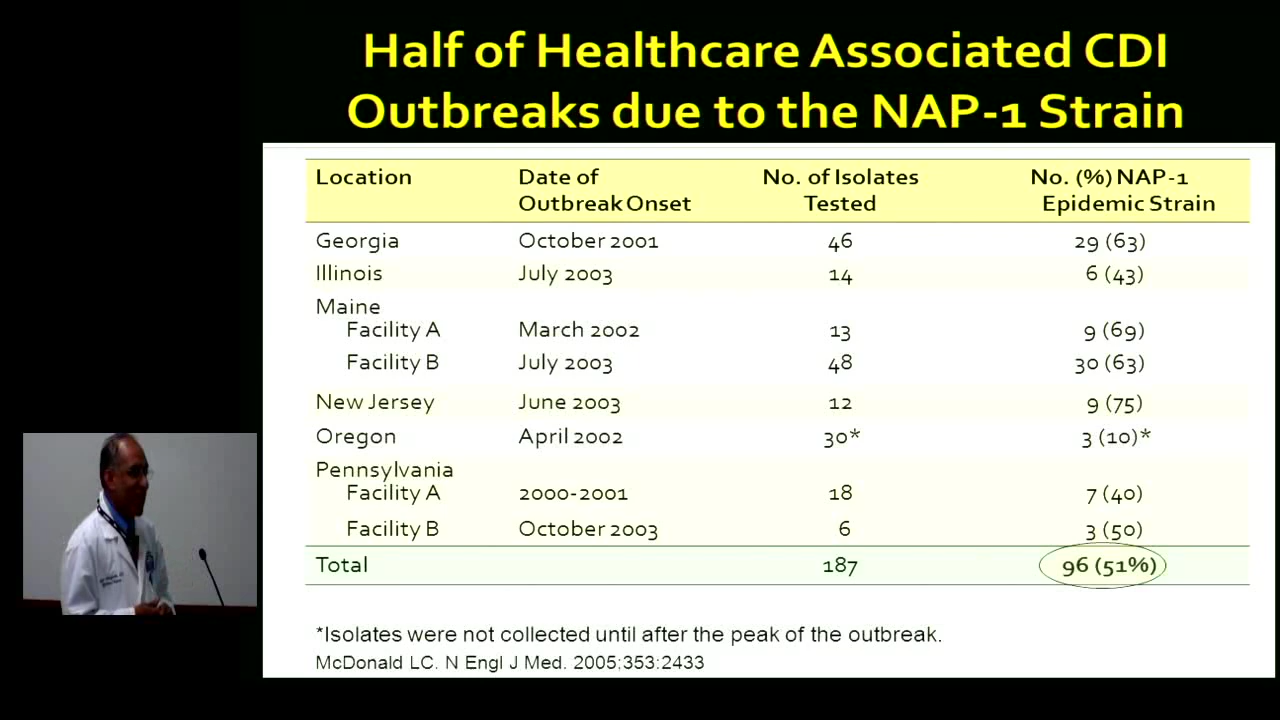 Half of Healthcare Associated CDI
Outbreaks due to the NAP-1 Strain
Location Date of Outbreak Onset No. of Isolates Tested No. (%) NAP-1 Epidemic Strain
Georgia October 2001 46 29 (63)
Illinois July 2003 14 6 (43)
Maine
Facility A March 2002 13 9 (69)
Facility B July 2003 48 30 (63)
New Jersey June 2003 12 9 (75)
Oregon April 2002 30* 3 (10)*
Pennsylvania
Facility A 2000-2001 18 7 (40)
Facility B October 2003 6 3 (50)
Total 187 96 (51%)
*Isolates were not collected until after the peak of the outbreak.
McDonald LC. N Engl J Med. 2005;353:2433